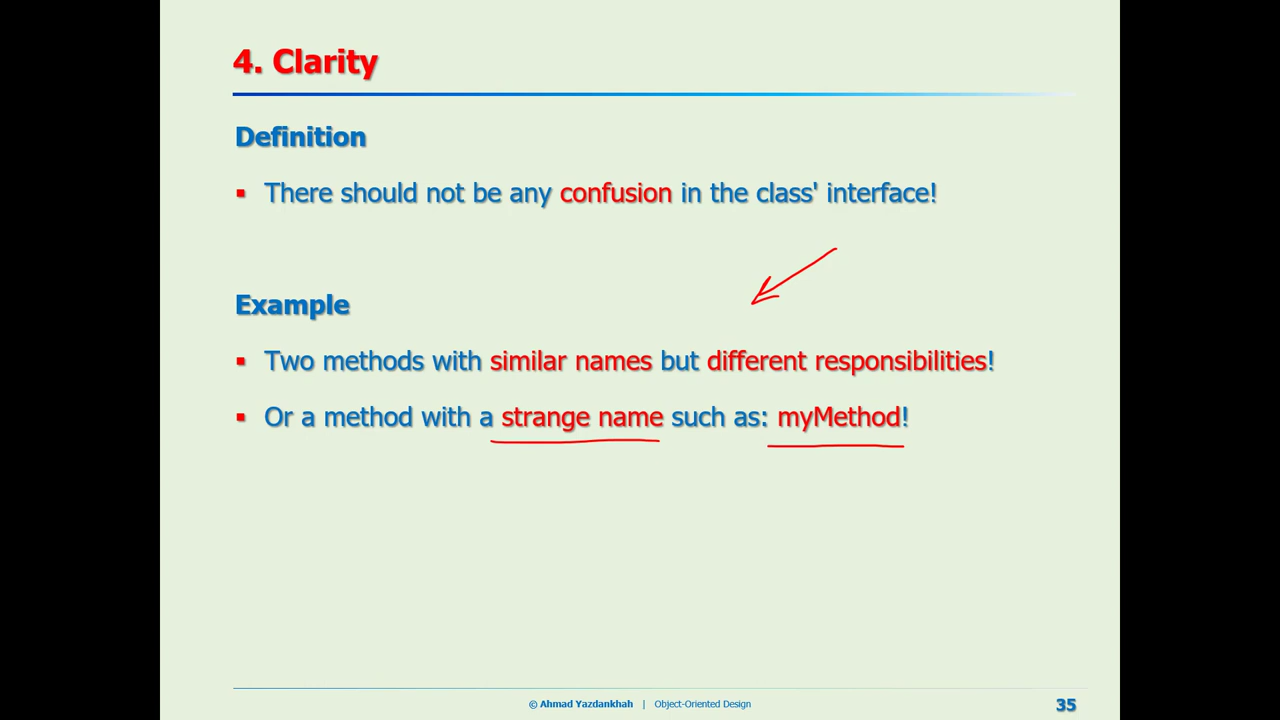 4. Clarity
Definition
▪ There should not be any confusion in the class' interface!
Example
▪ Two methods with similar names but different responsibilities!
▪ Or a method with a strange name such as: myMethod!
© Ahmad Yazdankhah | Object-Oriented Design
35